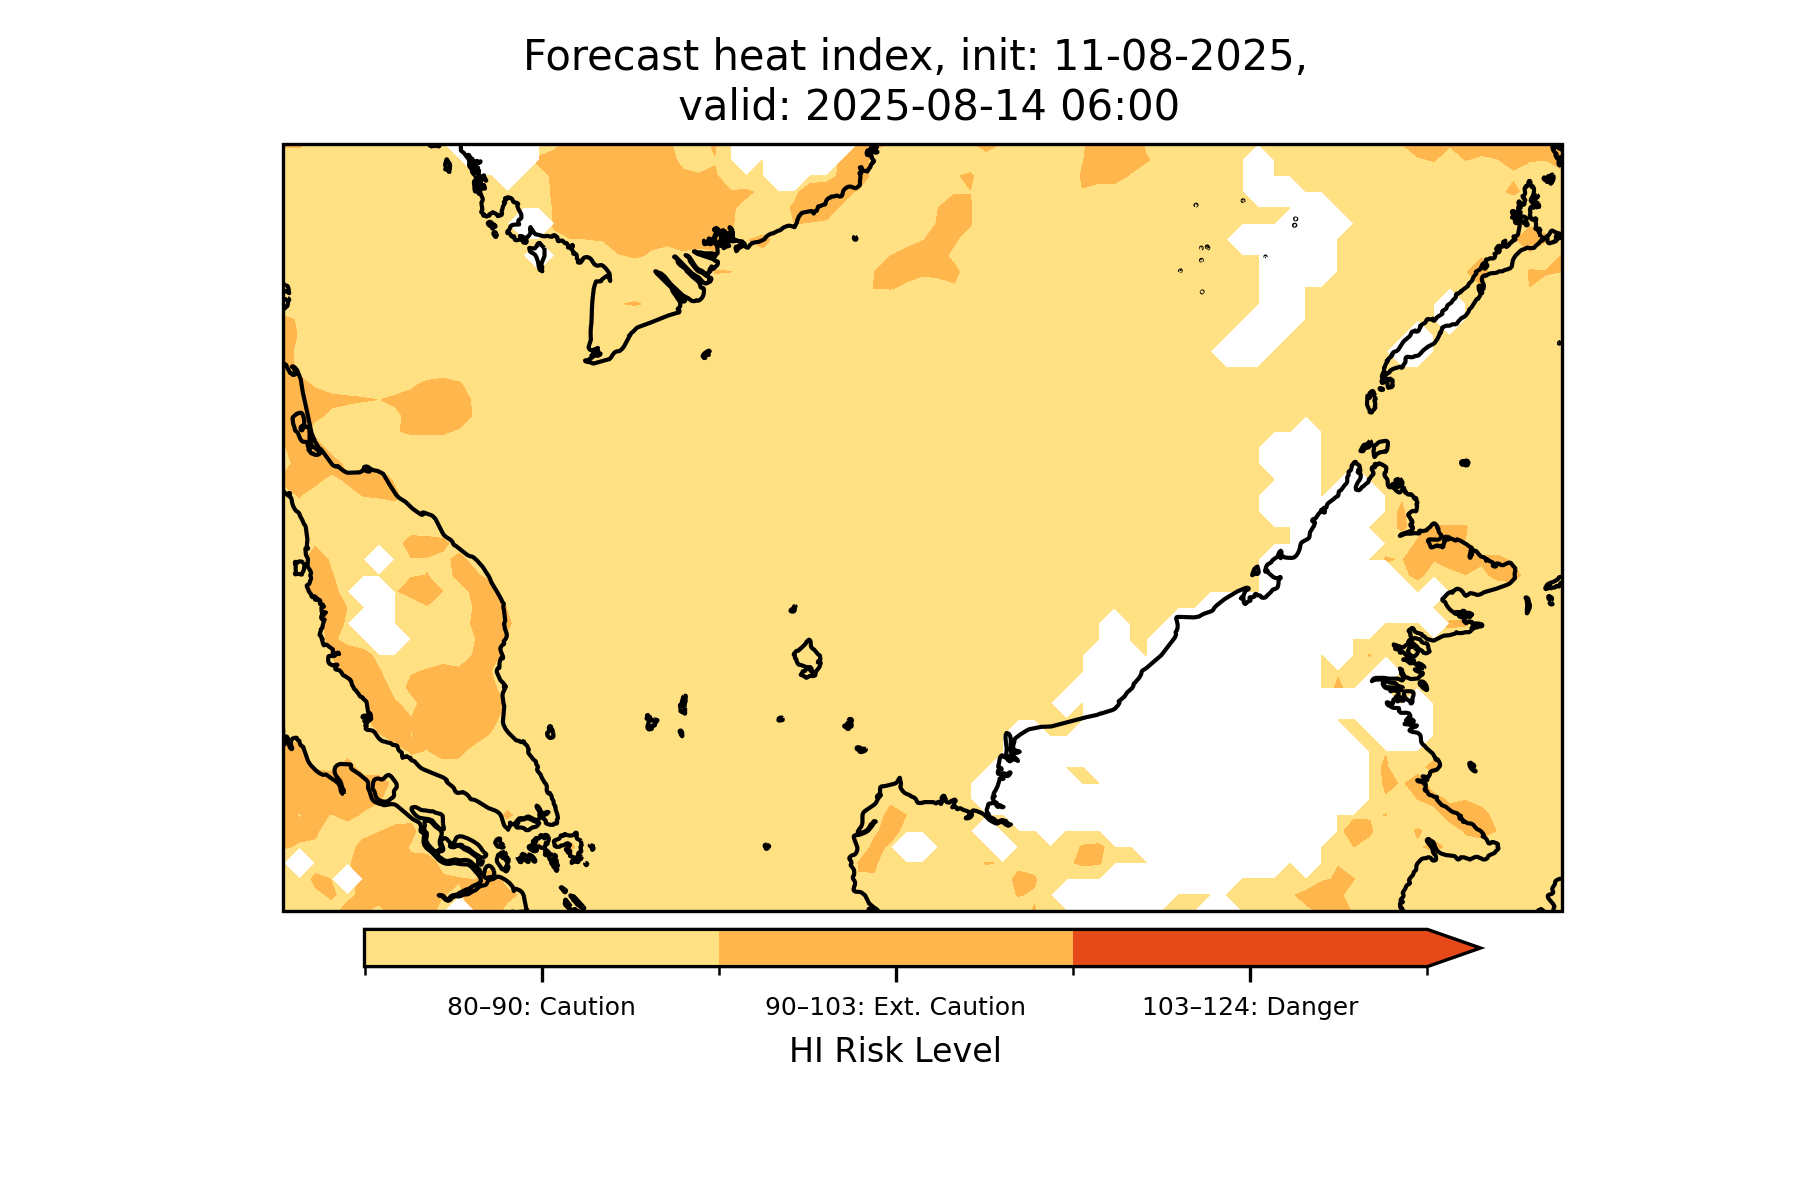 Forecast heat index, init: 11-08-2025,
valid: 2025-08-14 06:00
80–90: Caution
90–103: Ext. Caution
103–124: Danger
HI Risk Level